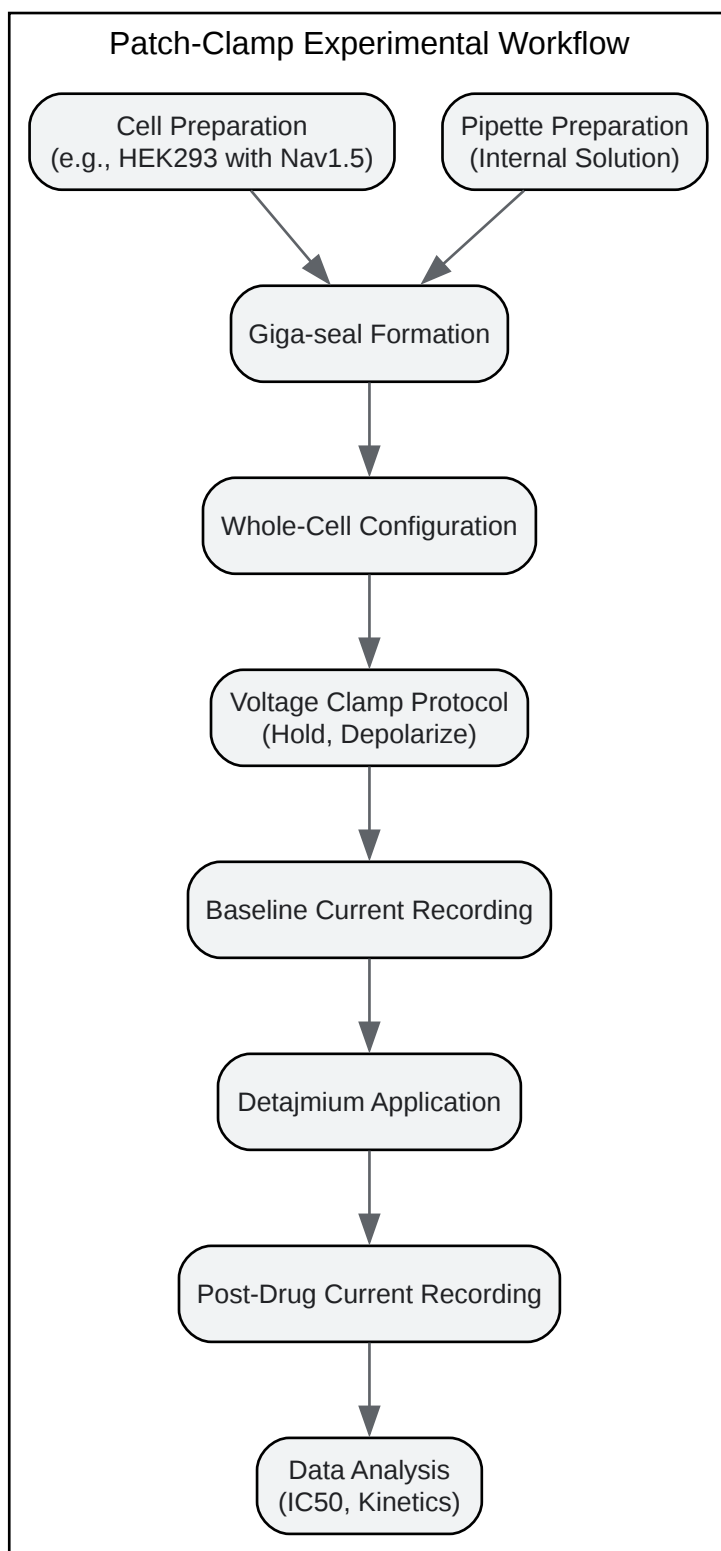 Patch-Clamp Experimental Workflow
Cell Preparation
(e.g., HEK293 with Nav1.5)
Pipette Preparation
(Internal Solution)
Giga-seal Formation
Whole-Cell Configuration
Voltage Clamp Protocol
(Hold, Depolarize)
Baseline Current Recording
Detajmium Application
Post-Drug Current Recording
Data Analysis
(IC50, Kinetics)